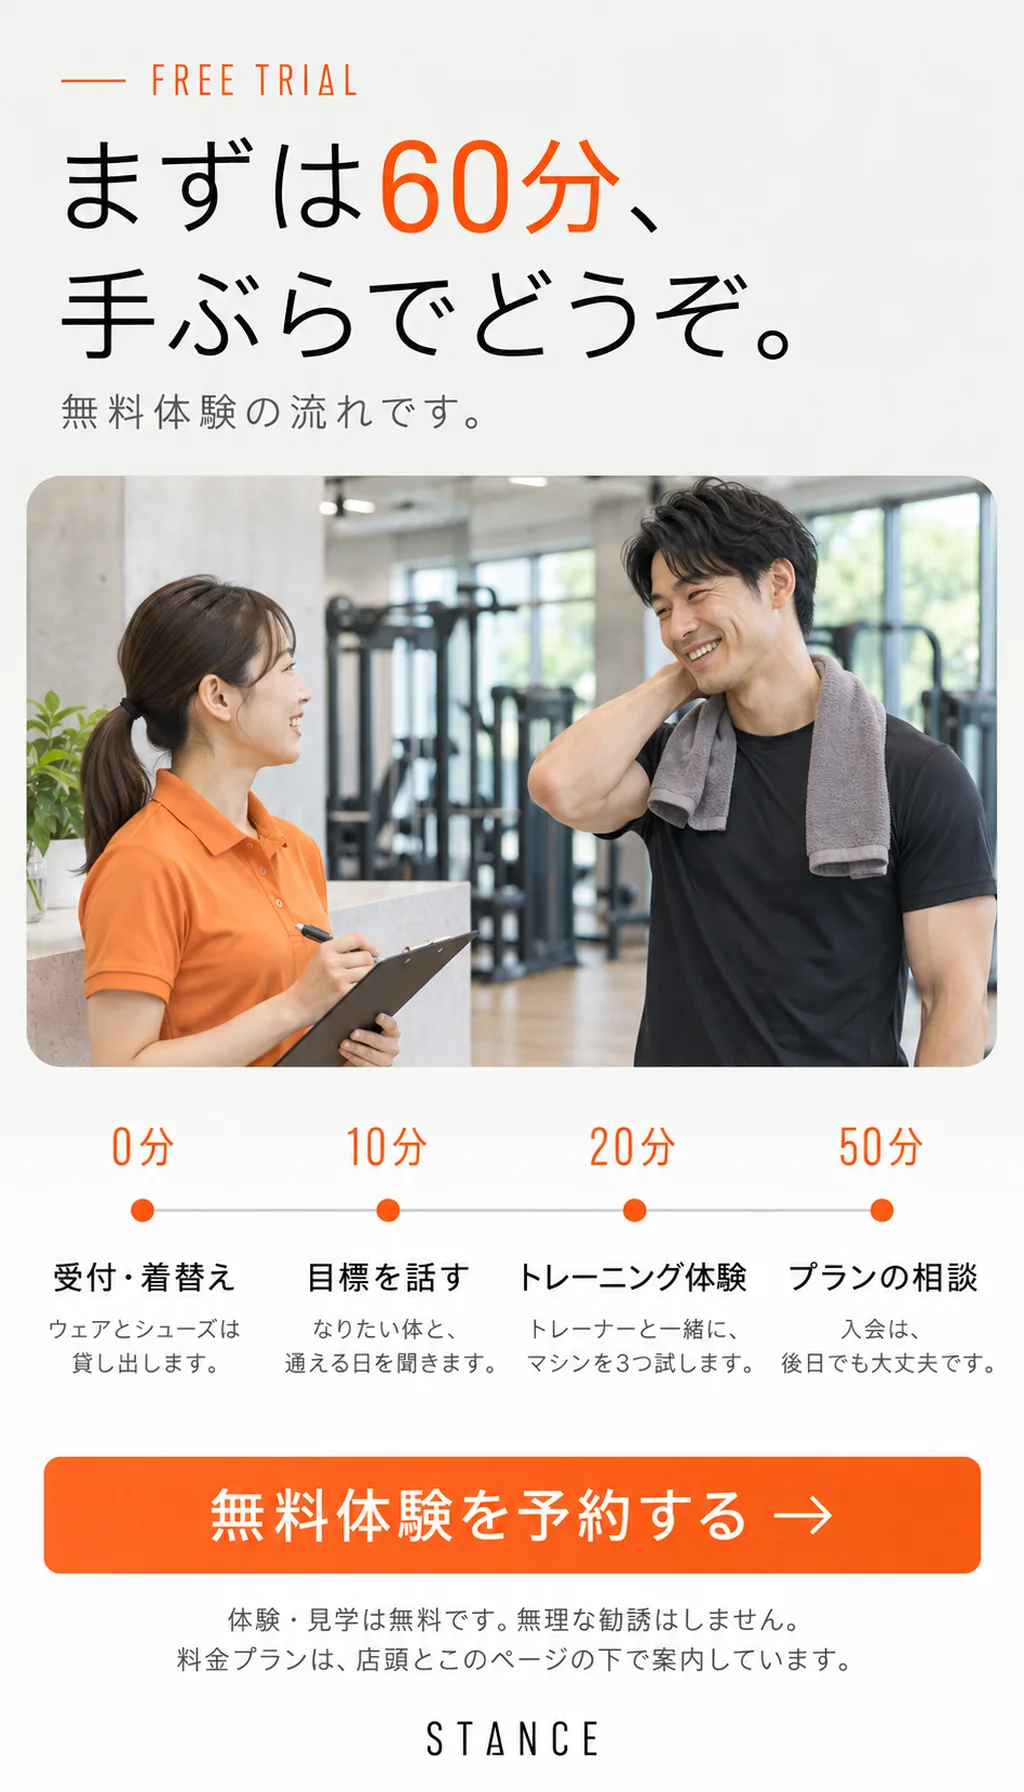 FREE TRIAL
まずは60分、
手ぶらでどうぞ。
無料体験の流れです。
0分
10分
20分
50分
受付・着替え
目標を話す
トレーニング体験
プランの相談
ウェアとシューズは
貸し出します。
なりたい体と、
通える日を聞きます。
トレーナーと一緒に、
マシンを3つ試します。
入会は、
後日でも大丈夫です。
無料体験を予約する →
体験・見学は無料です。無理な勧誘はしません。
料金プランは、店頭とこのページの下で案内しています。
STANCE